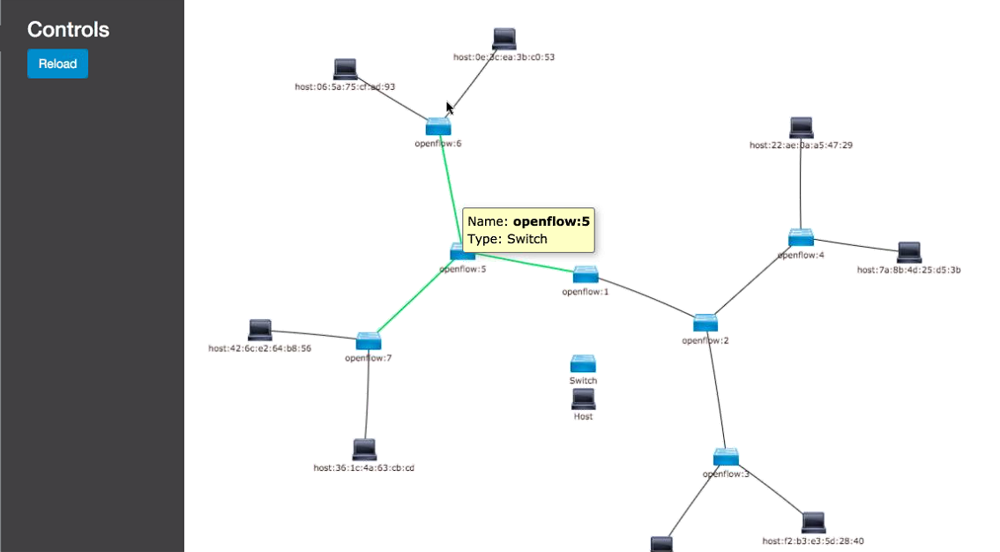 Controls
Reload
host:0e:3c:ea:3b:c0:53
host:06:5a:75:cf:ad:93
openflow:6
host:22:ae:0a:a5:47:29
Name: openflow:5
Type: Switch
openflow:4
openflow:5
host:7a:8b:4d:25:d5:3b
openflow:1
openflow:2
host:42:6c:e2:64:b8:56
openflow:7
Switch
Host
host:36:1c:4a:63:cb:cd
openflow:3
host:f2:b3:e3:5d:28:40